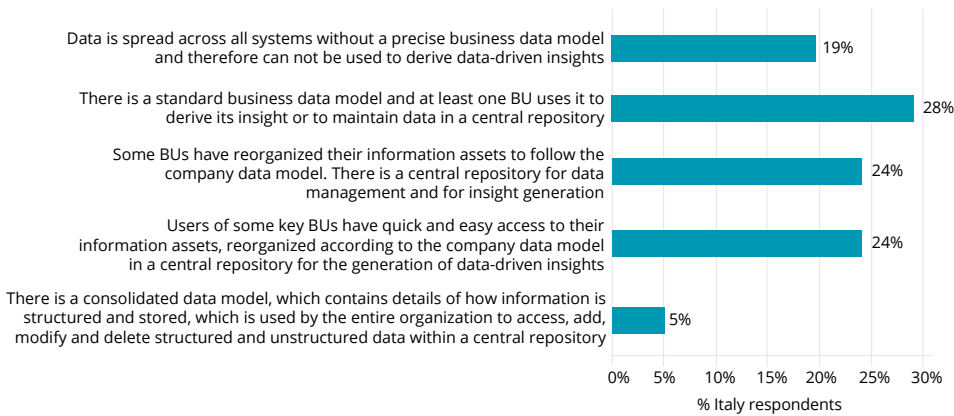 Data is spread across all systems without a precise business data model
and therefore can not be used to derive data-driven insights
19%
There is a standard business data model and at least one BU uses it to
derive its insight or to maintain data in a central repository
28%
Some BUs have reorganized their information assets to follow the
company data model. There is a central repository for data
management and for insight generation
24%
Users of some key BUs have quick and easy access to their
information assets, reorganized according to the company data model
in a central repository for the generation of data-driven insights
24%
There is a consolidated data model, which contains details of how information is
structured and stored, which is used by the entire organization to access, add,
modify and delete structured and unstructured data within a central repository
5%
0% 5% 10% 15% 20% 25% 30%
% Italy respondents